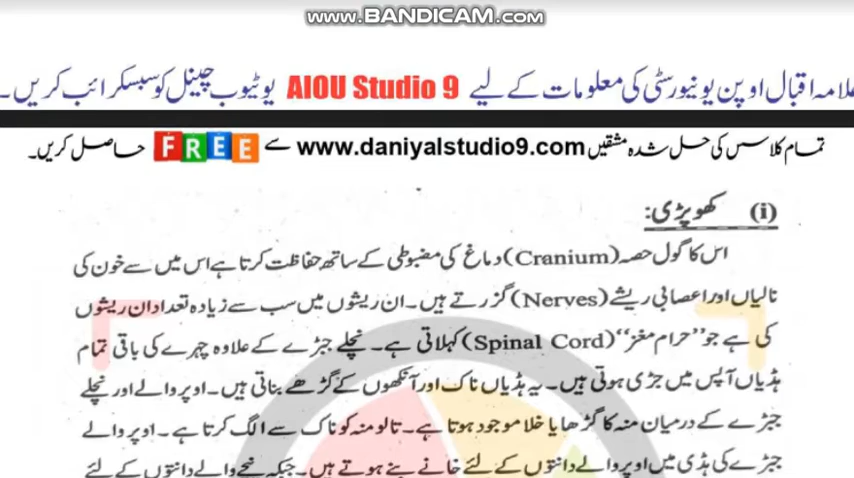 www.BANDICAM.com
علامہ اقبال اوپن یونیورسٹی کی معلومات کے لیے AIOU Studio 9 یوٹیوب چینل کو سبسکرائب کریں۔
تمام کلاس کی حل شدہ مشقیں www.daniyalstudio9.com سے FREE حاصل کریں۔
(i) کھوپڑی:
اس کا گول حصہ (Cranium) دماغ کی مضبوطی کے ساتھ حفاظت کرتا ہے اس میں سے خون کی
نالیاں اور اعصابی ریشے (Nerves) گزرتے ہیں۔ ان ریشوں میں سب سے زیادہ تعداد ان ریشوں
کی ہے جو ’’حرام مغز‘‘ (Spinal Cord) کہلاتی ہے۔ نچلے جبڑے کے علاوہ چہرے کی باقی تمام
ہڈیاں آپس میں جڑی ہوتی ہیں۔ یہ ہڈیاں ناک اور آنکھوں کے گڑھے بناتی ہیں۔ اوپر والے اور نچلے
جبڑے کے درمیان منہ کا گڑھا یا خلا موجود ہوتا ہے۔ تالو منہ کو ناک سے الگ کرتا ہے۔ اوپر والے
جبڑے کی ہڈی میں اوپر والے دانتوں کے لئے خانے بنے ہوتے ہیں۔ جبکہ نیچے والے دانتوں کے لئے